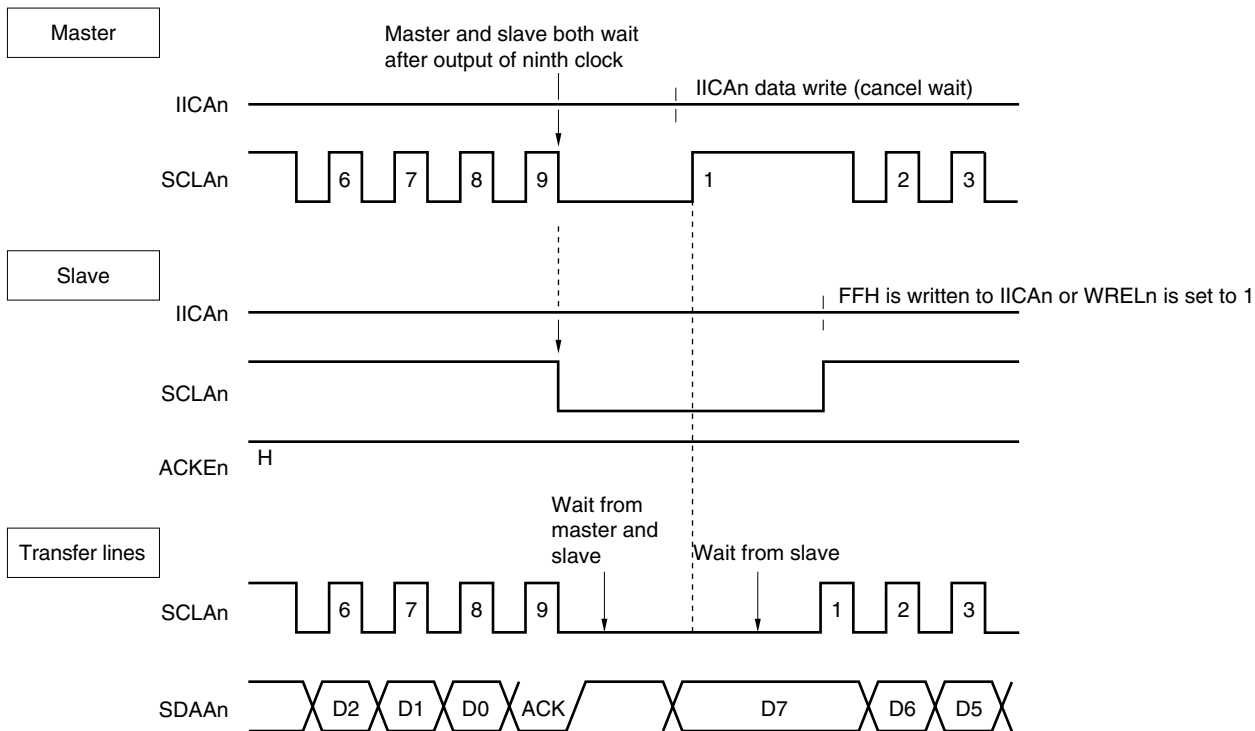 Master
Master and slave both wait
after output of ninth clock
IICAn
IICAn data write (cancel wait)
SCLAn
6 7 8 9 1 2 3
Slave
IICAn
FFH is written to IICAn or WRELn is set to 1
SCLAn
ACKEn
H
Transfer lines
Wait from
master and
slave
Wait from slave
SCLAn
6 7 8 9 1 2 3
SDAAn
D2 D1 D0 ACK D7 D6 D5